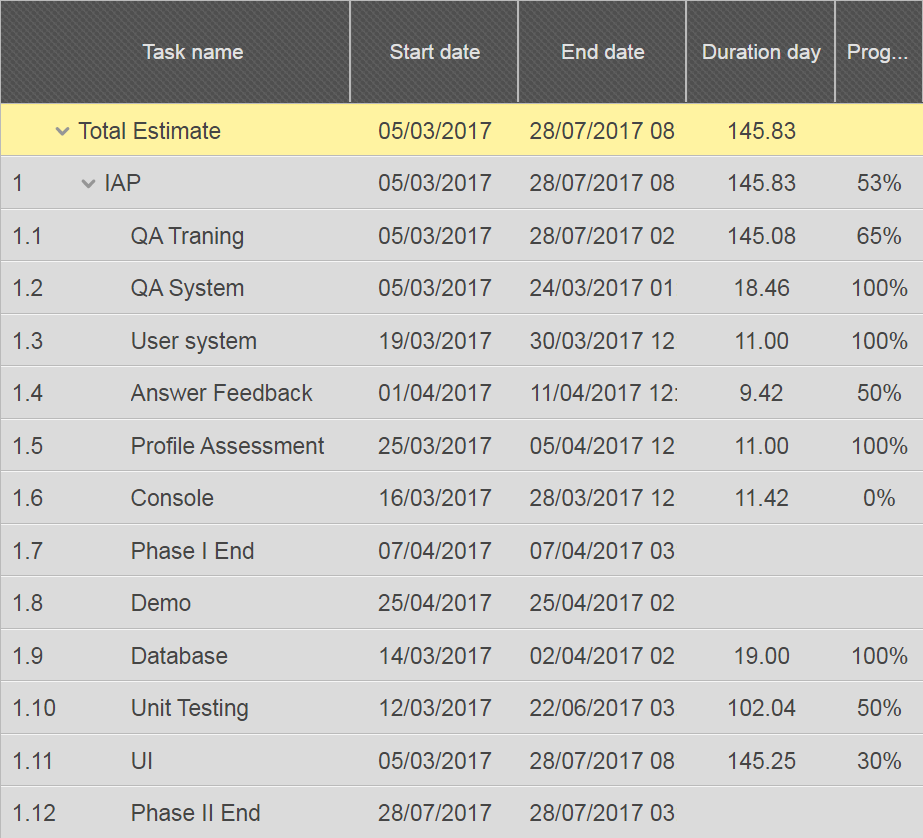 Task name Start date End date Duration day Prog...
Total Estimate 05/03/2017 28/07/2017 08 145.83
1 IAP 05/03/2017 28/07/2017 08 145.83 53%
1.1 QA Traning 05/03/2017 28/07/2017 02 145.08 65%
1.2 QA System 05/03/2017 24/03/2017 01 18.46 100%
1.3 User system 19/03/2017 30/03/2017 12 11.00 100%
1.4 Answer Feedback 01/04/2017 11/04/2017 12: 9.42 50%
1.5 Profile Assessment 25/03/2017 05/04/2017 12 11.00 100%
1.6 Console 16/03/2017 28/03/2017 12 11.42 0%
1.7 Phase I End 07/04/2017 07/04/2017 03
1.8 Demo 25/04/2017 25/04/2017 02
1.9 Database 14/03/2017 02/04/2017 02 19.00 100%
1.10 Unit Testing 12/03/2017 22/06/2017 03 102.04 50%
1.11 UI 05/03/2017 28/07/2017 08 145.25 30%
1.12 Phase II End 28/07/2017 28/07/2017 03